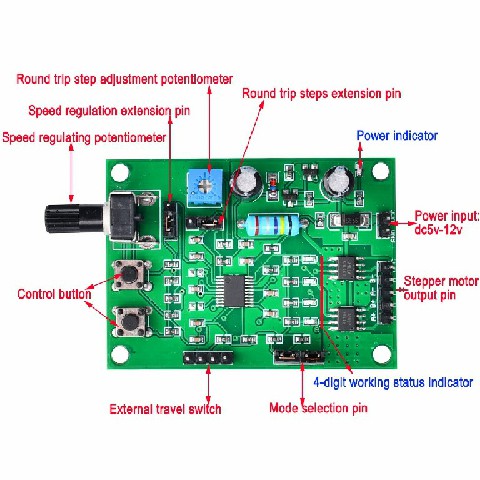 Round trip step adjustment potentiometer
Round trip steps extension pin
Speed regulation extension pin
Speed regulating potentiometer
Power indicator
Power input:
dc5v-12v
Stepper motor
output pin
Control button
4-digit working status indicator
External travel switch
Mode selection pin